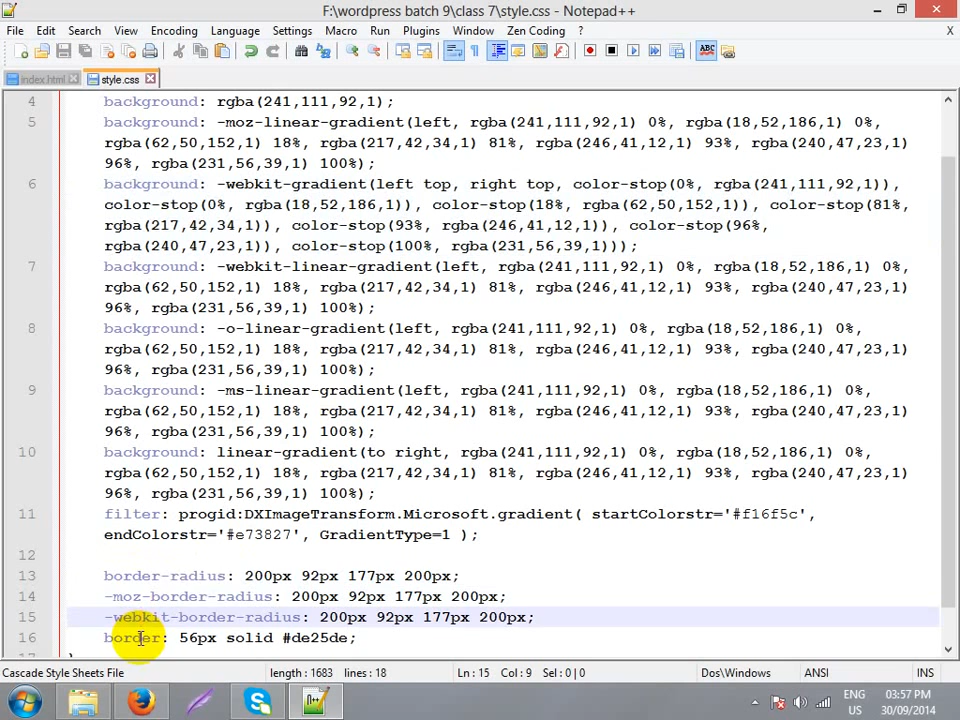 F:\wordpress batch 9\class 7\style.css - Notepad++
File Edit Search View Encoding Language Settings Macro Run Plugins Window Zen Coding ? X
index.html style.css
4 background: rgba(241,111,92,1);
5 background: -moz-linear-gradient(left, rgba(241,111,92,1) 0%, rgba(18,52,186,1) 0%,
rgba(62,50,152,1) 18%, rgba(217,42,34,1) 81%, rgba(246,41,12,1) 93%, rgba(240,47,23,1)
96%, rgba(231,56,39,1) 100%);
6 background: -webkit-gradient(left top, right top, color-stop(0%, rgba(241,111,92,1)),
color-stop(0%, rgba(18,52,186,1)), color-stop(18%, rgba(62,50,152,1)), color-stop(81%,
rgba(217,42,34,1)), color-stop(93%, rgba(246,41,12,1)), color-stop(96%,
rgba(240,47,23,1)), color-stop(100%, rgba(231,56,39,1)));
7 background: -webkit-linear-gradient(left, rgba(241,111,92,1) 0%, rgba(18,52,186,1) 0%,
rgba(62,50,152,1) 18%, rgba(217,42,34,1) 81%, rgba(246,41,12,1) 93%, rgba(240,47,23,1)
96%, rgba(231,56,39,1) 100%);
8 background: -o-linear-gradient(left, rgba(241,111,92,1) 0%, rgba(18,52,186,1) 0%,
rgba(62,50,152,1) 18%, rgba(217,42,34,1) 81%, rgba(246,41,12,1) 93%, rgba(240,47,23,1)
96%, rgba(231,56,39,1) 100%);
9 background: -ms-linear-gradient(left, rgba(241,111,92,1) 0%, rgba(18,52,186,1) 0%,
rgba(62,50,152,1) 18%, rgba(217,42,34,1) 81%, rgba(246,41,12,1) 93%, rgba(240,47,23,1)
96%, rgba(231,56,39,1) 100%);
10 background: linear-gradient(to right, rgba(241,111,92,1) 0%, rgba(18,52,186,1) 0%,
rgba(62,50,152,1) 18%, rgba(217,42,34,1) 81%, rgba(246,41,12,1) 93%, rgba(240,47,23,1)
96%, rgba(231,56,39,1) 100%);
11 filter: progid:DXImageTransform.Microsoft.gradient( startColorstr='#f16f5c',
endColorstr='#e73827', GradientType=1 );
12
13 border-radius: 200px 92px 177px 200px;
14 -moz-border-radius: 200px 92px 177px 200px;
15 -webkit-border-radius: 200px 92px 177px 200px;
16 border: 56px solid #de25de;
Cascade Style Sheets File length : 1683 lines : 18 Ln : 15 Col : 9 Sel : 0 | 0 Dos\Windows ANSI INS
ENG 03:57 PM
US 30/09/2014